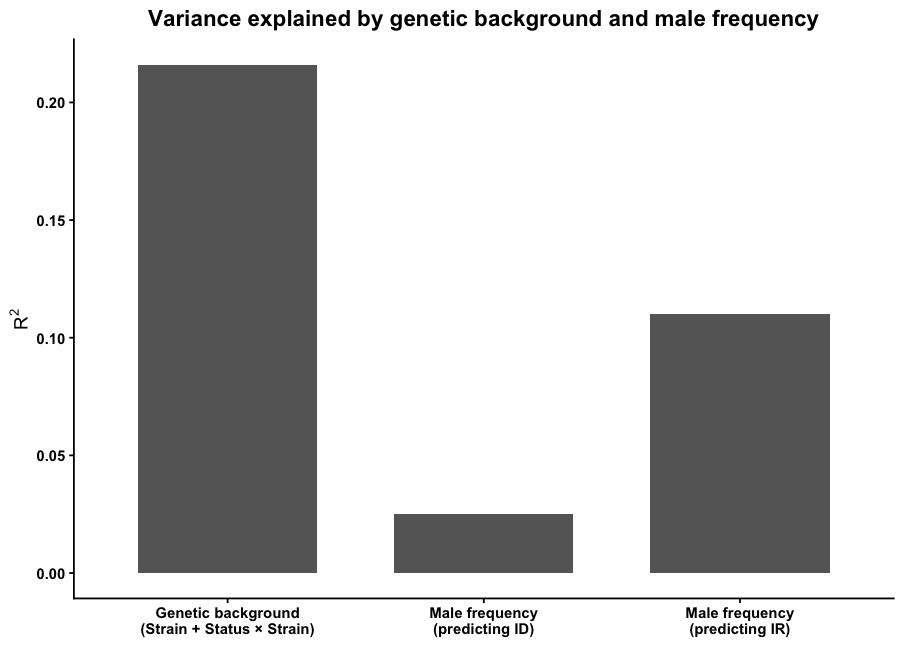 Variance explained by genetic background and male frequency
R²
0.20
0.15
0.10
0.05
0.00
Genetic background
(Strain + Status × Strain)
Male frequency
(predicting ID)
Male frequency
(predicting IR)